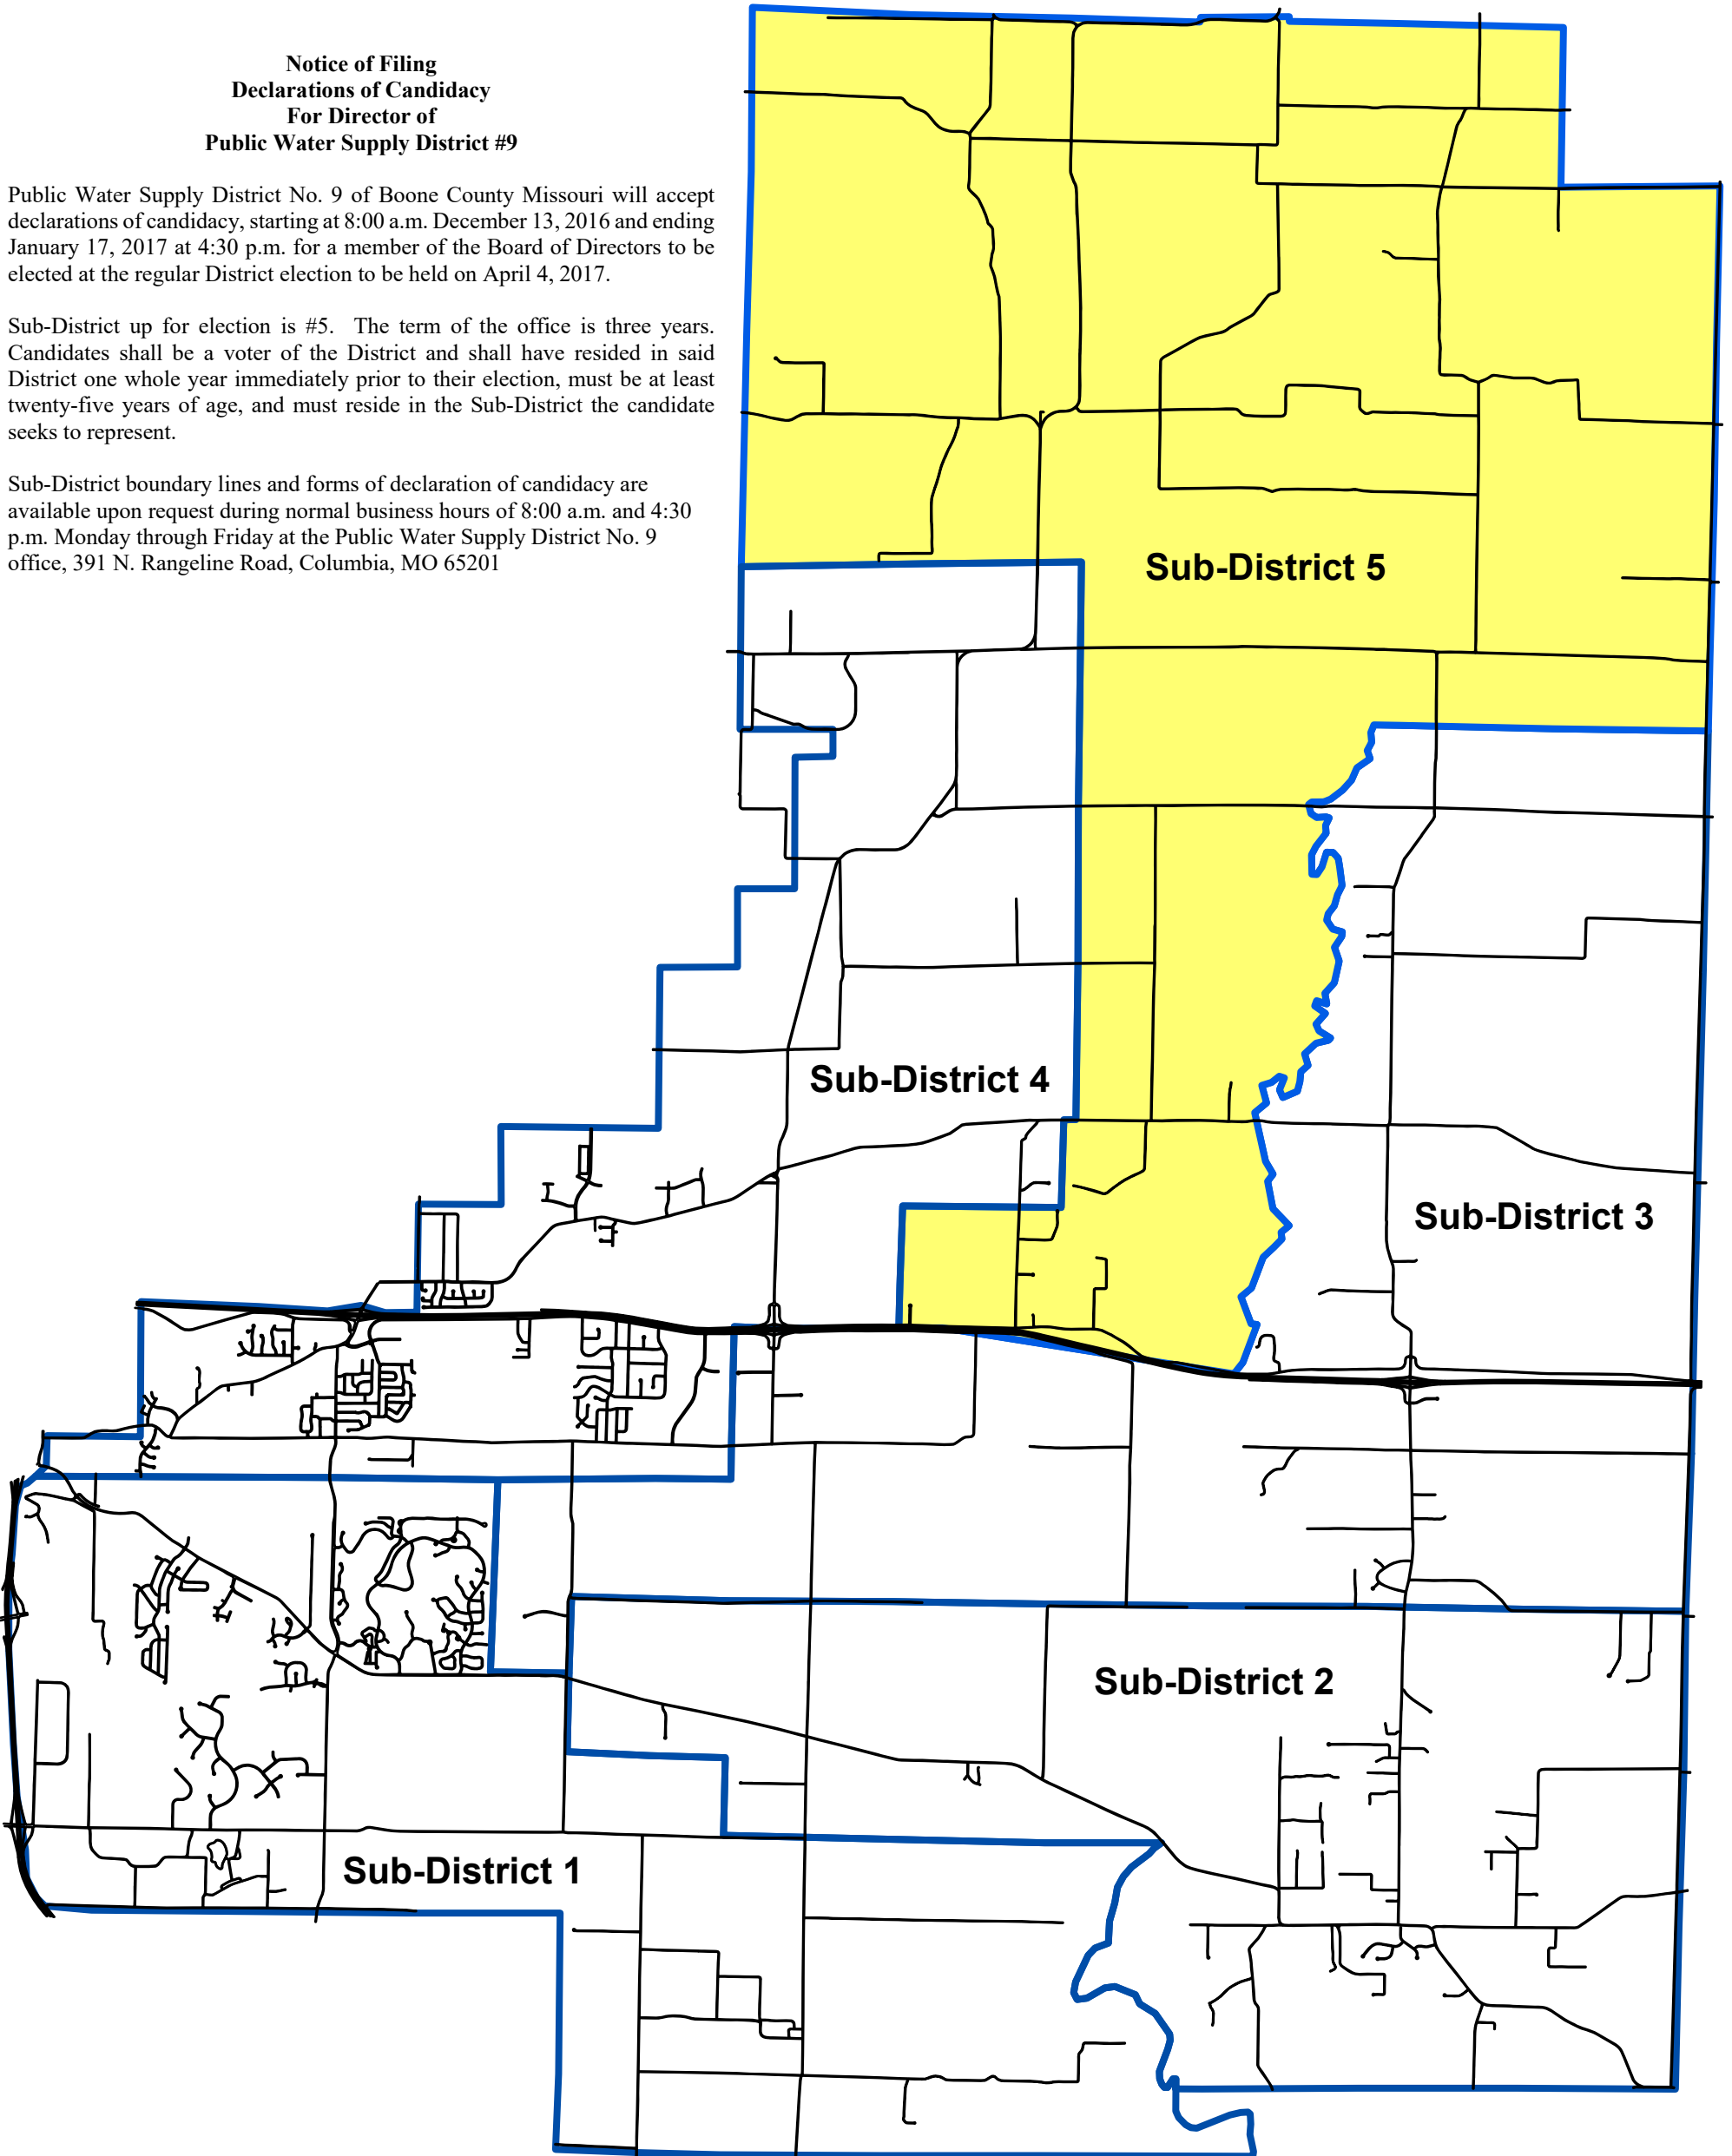 Notice of Filing
Declarations of Candidacy
For Director of
Public Water Supply District #9
Public Water Supply District No. 9 of Boone County Missouri will accept
declarations of candidacy, starting at 8:00 a.m. December 13, 2016 and ending
January 17, 2017 at 4:30 p.m. for a member of the Board of Directors to be
elected at the regular District election to be held on April 4, 2017.
Sub-District up for election is #5. The term of the office is three years.
Candidates shall be a voter of the District and shall have resided in said
District one whole year immediately prior to their election, must be at least
twenty-five years of age, and must reside in the Sub-District the candidate
seeks to represent.
Sub-District boundary lines and forms of declaration of candidacy are
available upon request during normal business hours of 8:00 a.m. and 4:30
p.m. Monday through Friday at the Public Water Supply District No. 9
office, 391 N. Rangeline Road, Columbia, MO 65201
Sub-District 5
Sub-District 4
Sub-District 3
Sub-District 2
Sub-District 1